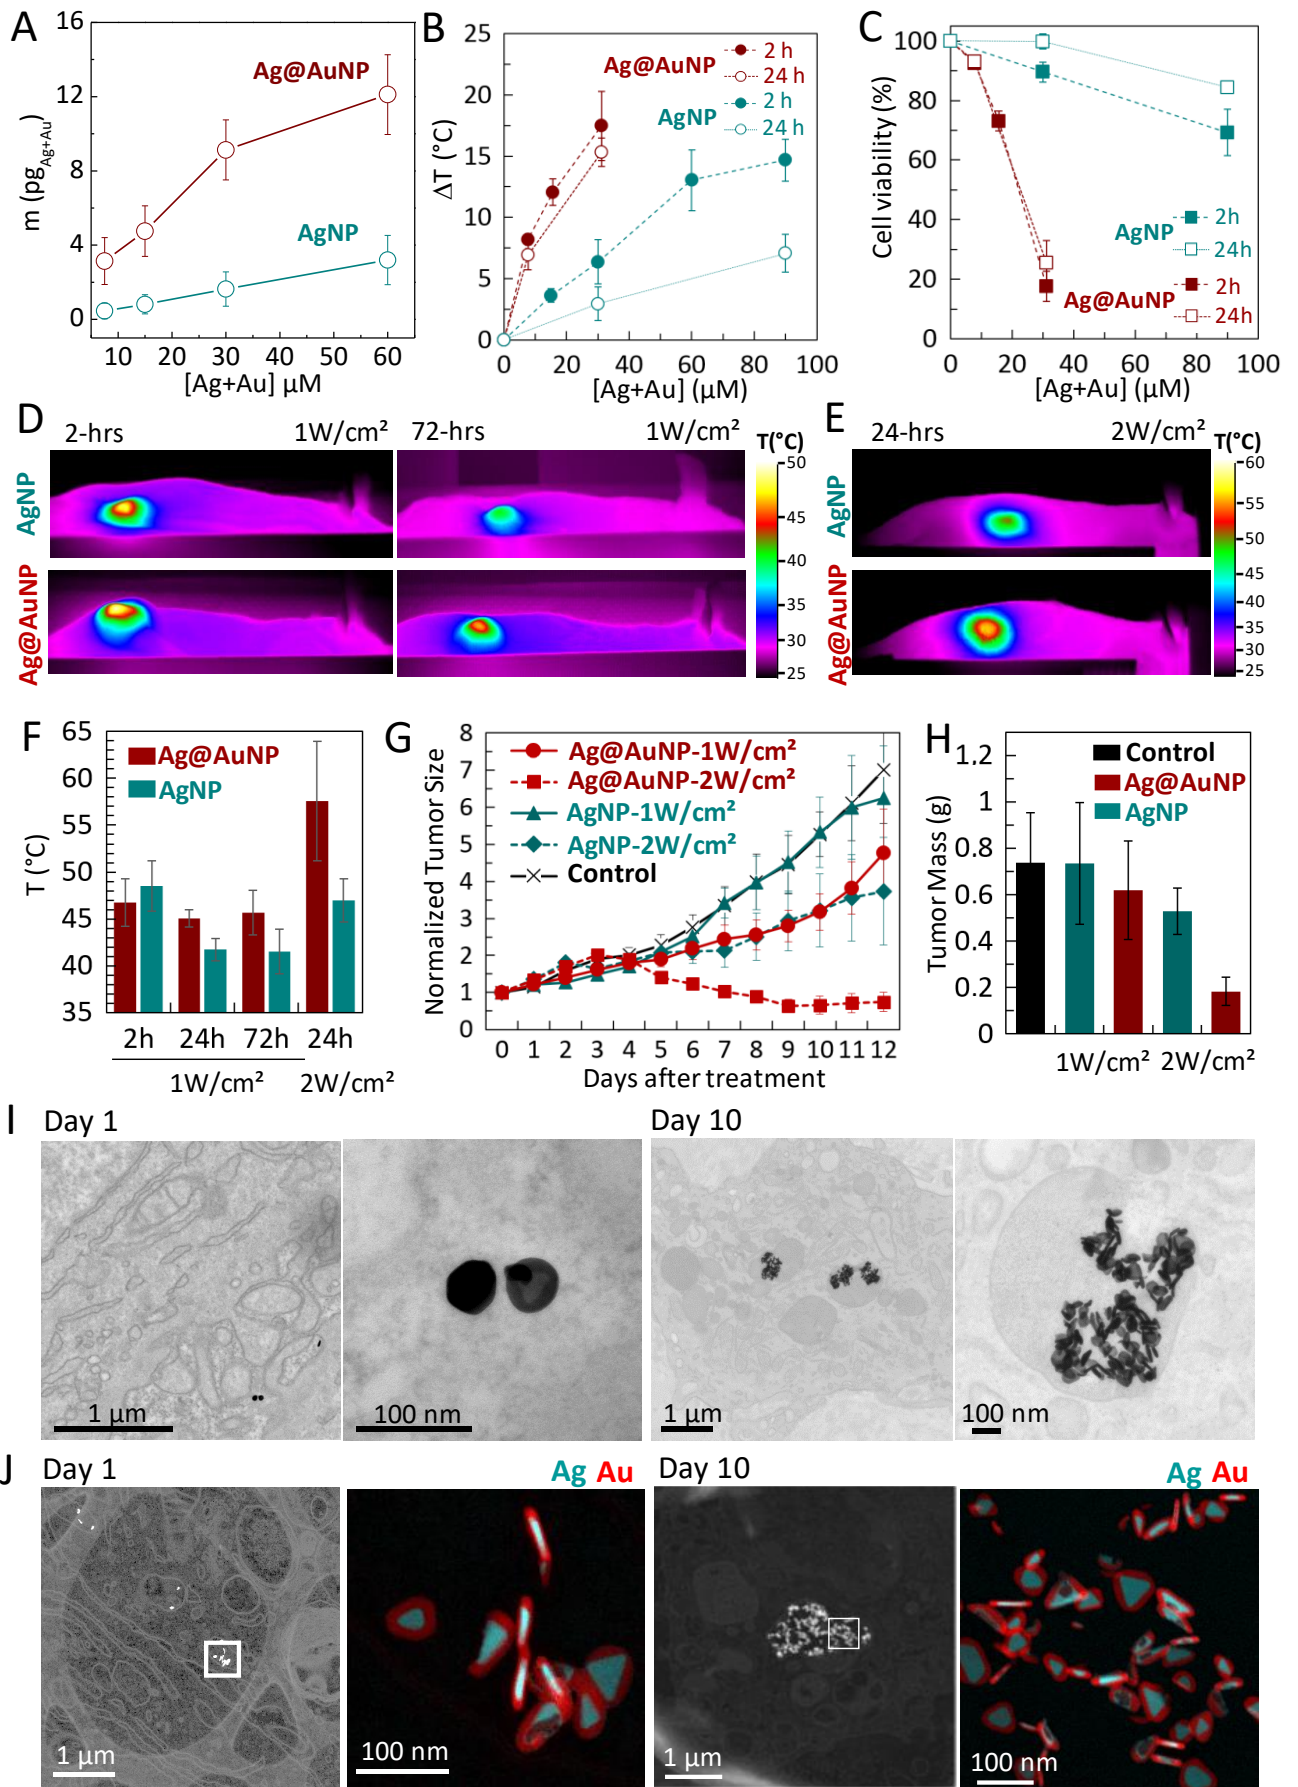 A
16
12
8
4
0
m (pg Ag+Au)
Ag@AuNP
AgNP
10 20 30 40 50 60
[Ag+Au] µM
B
25
20
15
10
5
0
ΔT (°C)
Ag@AuNP
2 h
24 h
AgNP
2 h
24 h
0 20 40 60 80 100
[Ag+Au] (µM)
C
100
80
60
40
20
0
Cell viability (%)
AgNP
2h
24h
Ag@AuNP
2h
24h
0 20 40 60 80 100
[Ag+Au] (µM)
D
2-hrs 1W/cm²
72-hrs 1W/cm²
T(°C)
50
45
40
35
30
25
AgNP
Ag@AuNP
E
24-hrs 2W/cm²
T(°C)
60
55
50
45
40
35
30
25
AgNP
Ag@AuNP
F
65
60
55
50
45
40
35
T (°C)
Ag@AuNP
AgNP
2h 24h 72h 24h
1W/cm² 2W/cm²
G
8
7
6
5
4
3
2
1
0
Normalized Tumor Size
Ag@AuNP-1W/cm²
Ag@AuNP-2W/cm²
AgNP-1W/cm²
AgNP-2W/cm²
Control
0 1 2 3 4 5 6 7 8 9 10 11 12
Days after treatment
H
1.2
1
0.8
0.6
0.4
0.2
0
Tumor Mass (g)
Control
Ag@AuNP
AgNP
1W/cm² 2W/cm²
I
Day 1
1 µm
100 nm
Day 10
1 µm
100 nm
J
Day 1
Ag Au
1 µm
100 nm
Day 10
Ag Au
1 µm
100 nm